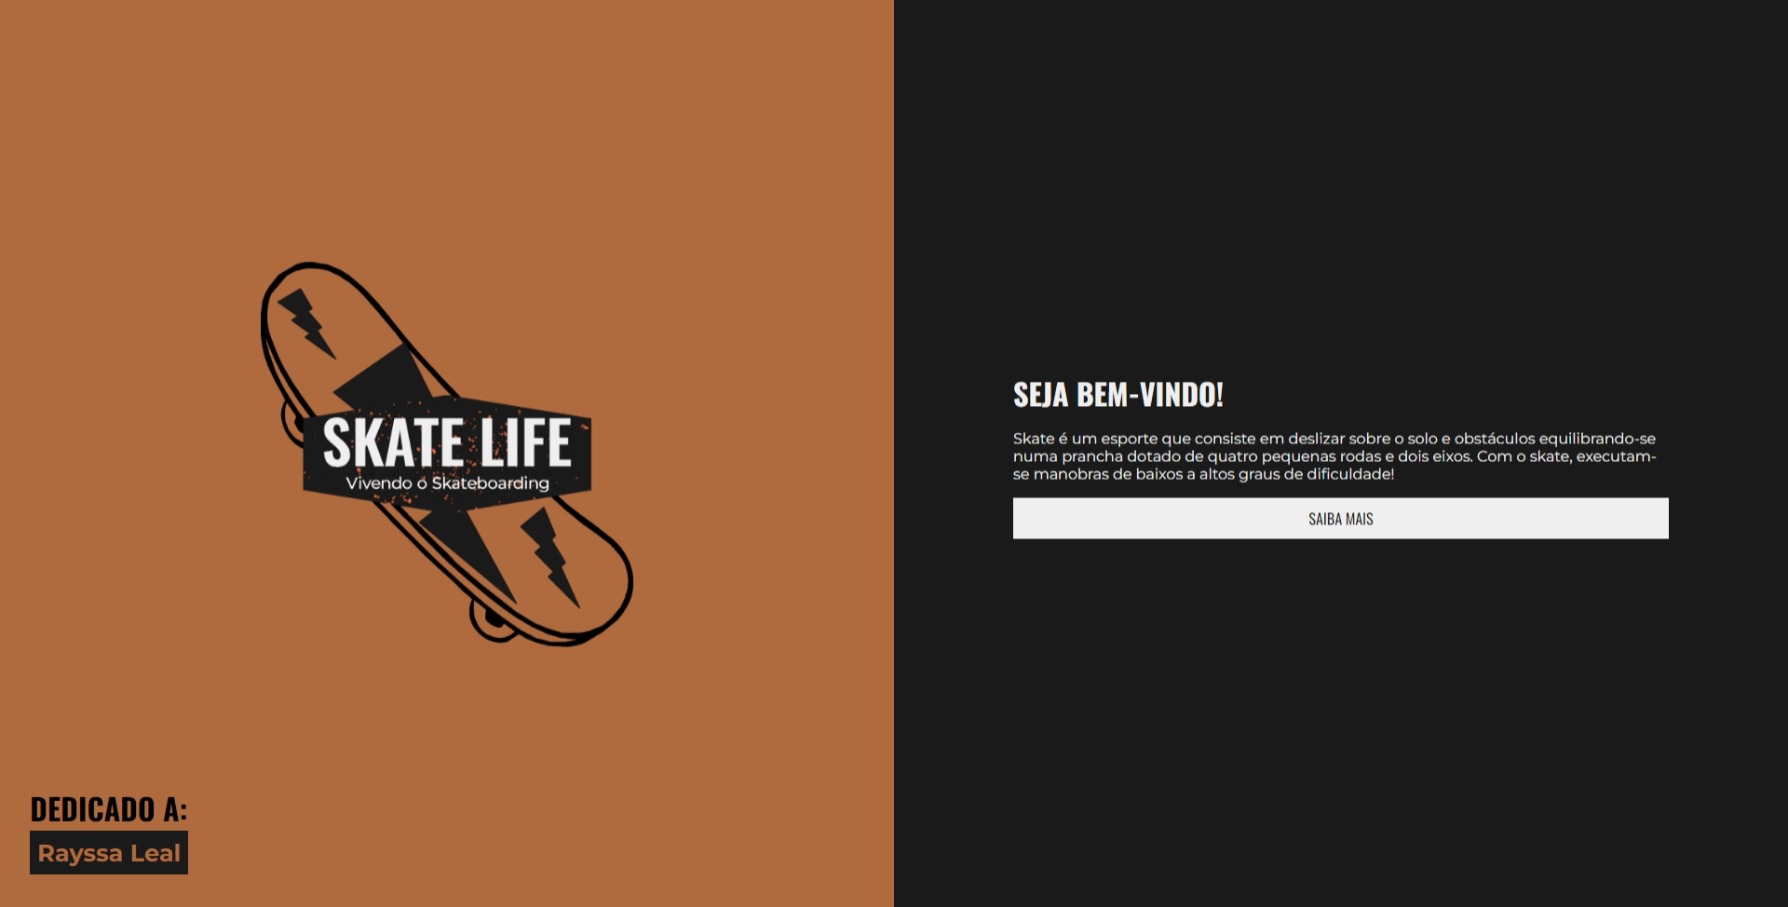 SKATE LIFE
Vivendo o Skateboarding
DEDICADO A:
Rayssa Leal
SEJA BEM-VINDO!
Skate é um esporte que consiste em deslizar sobre o solo e obstáculos equilibrando-se
numa prancha dotado de quatro pequenas rodas e dois eixos. Com o skate, executam-
se manobras de baixos a altos graus de dificuldade!
SAIBA MAIS